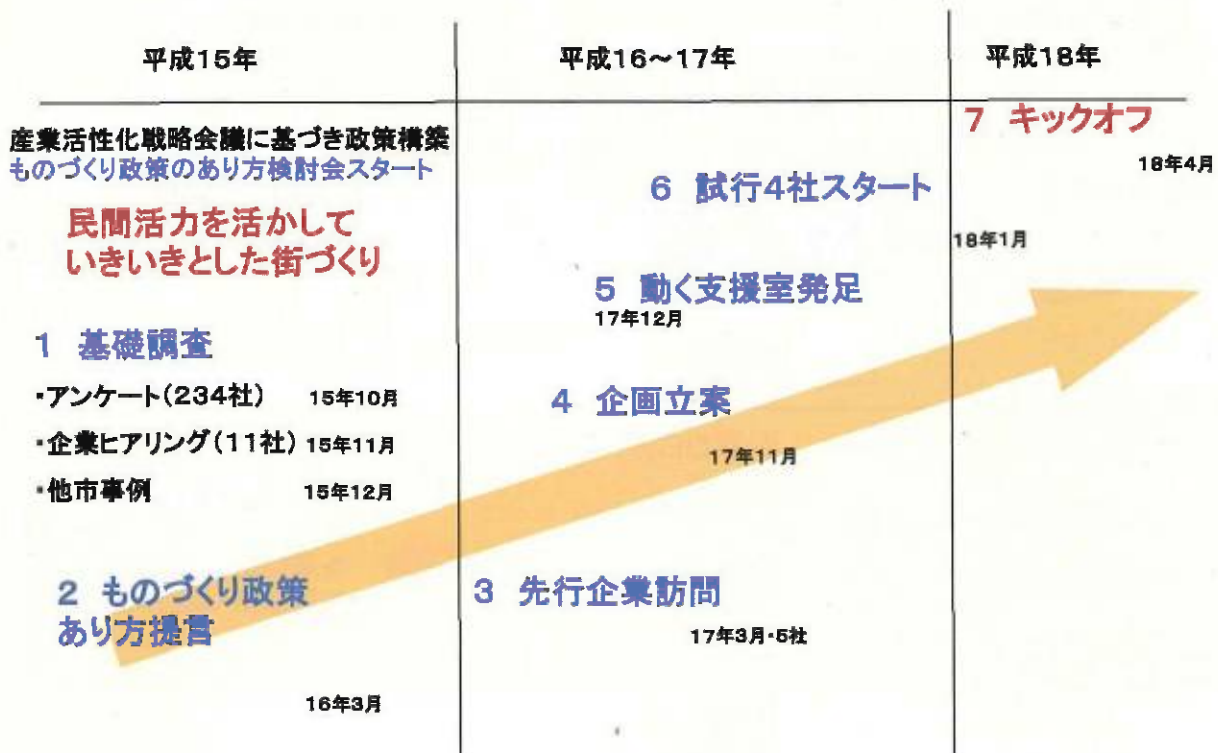 平成15年
平成16～17年
平成18年
産業活性化戦略会議に基づき政策構築
ものづくり政策のあり方検討会スタート
民間活力を活かして
いきいきとした街づくり
1 基礎調査
・アンケート（234社） 15年10月
・企業ヒアリング（11社） 15年11月
・他市事例 15年12月
2 ものづくり政策
あり方提言
16年3月
3 先行企業訪問
17年3月・5社
4 企画立案
17年11月
5 動く支援室発足
17年12月
6 試行4社スタート
18年1月
7 キックオフ
18年4月